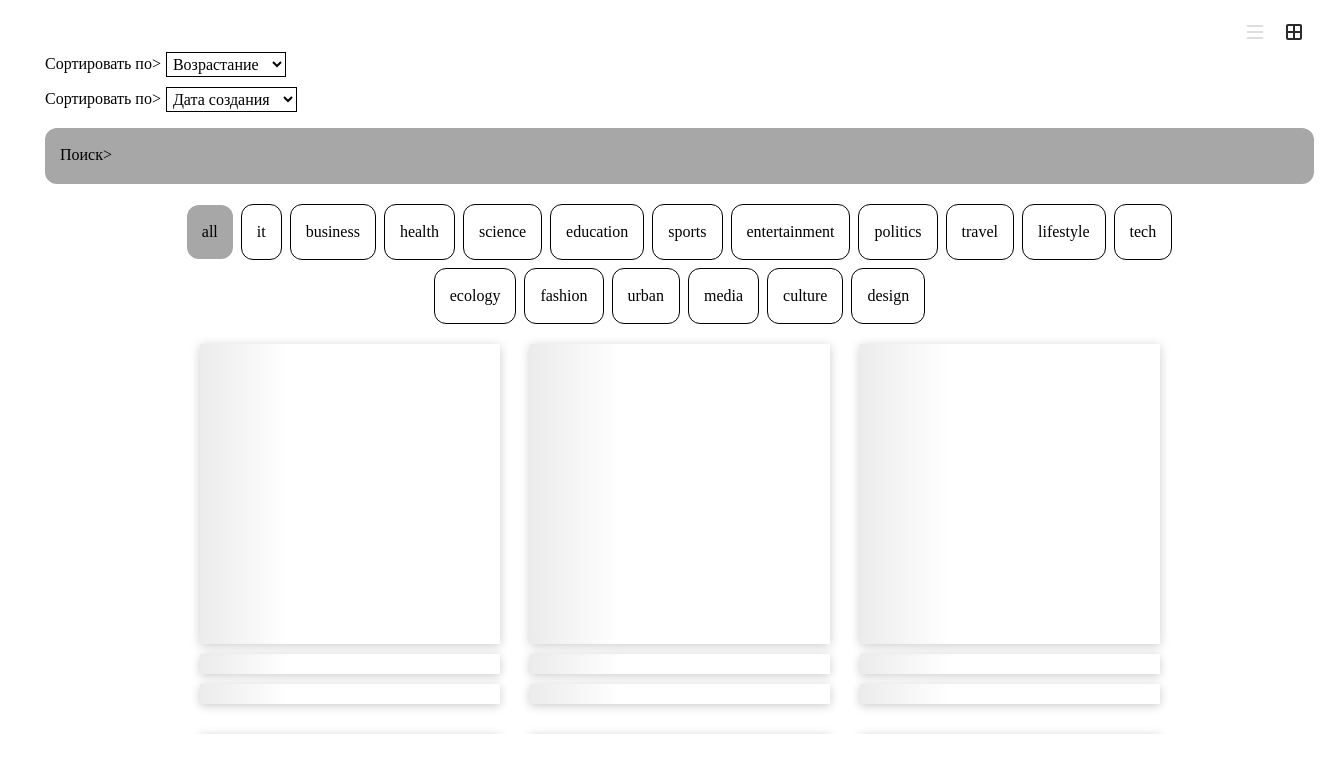 Сортировать по> Возрастание
Сортировать по> Дата создания
Поиск>
all it business health science education sports entertainment politics travel lifestyle tech
ecology fashion urban media culture design